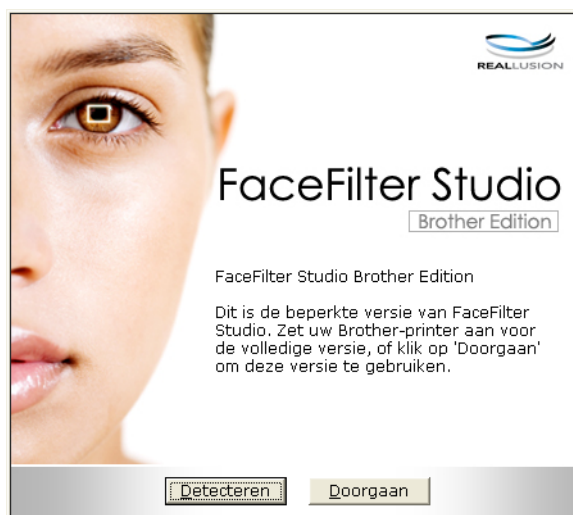 REALLUSION
FaceFilter Studio
Brother Edition
FaceFilter Studio Brother Edition
Dit is de beperkte versie van FaceFilter
Studio. Zet uw Brother-printer aan voor
de volledige versie, of klik op 'Doorgaan'
om deze versie te gebruiken.
Detecteren
Doorgaan